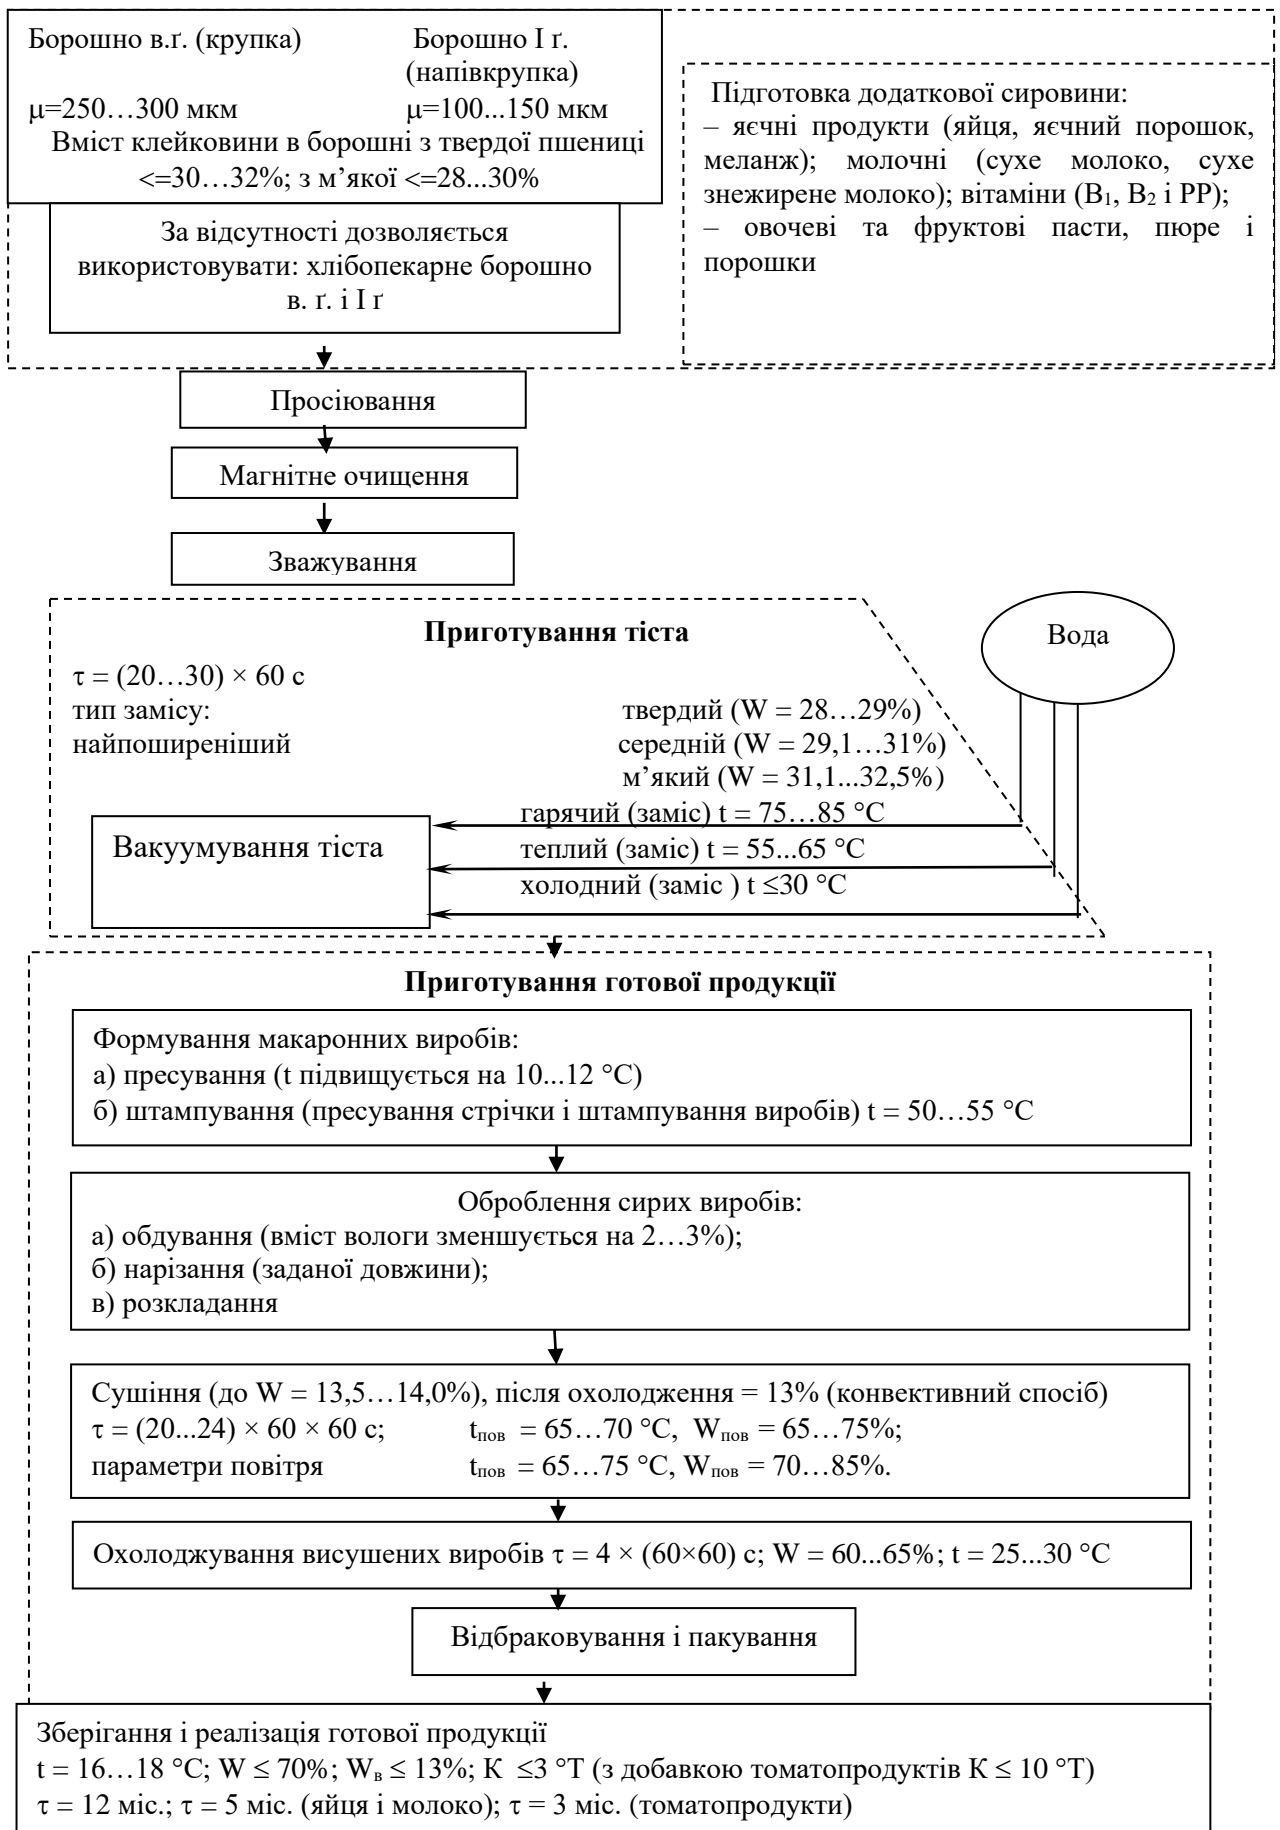 Борошно в.ґ. (крупка) Борошно І ґ.
(напівкрупка)
μ=250…300 мкм μ=100...150 мкм
Вміст клейковини в борошні з твердої пшениці
<=30…32%; з м’якої <=28...30%
За відсутності дозволяється
використовувати: хлібопекарне борошно
в. ґ. і І ґ
Підготовка додаткової сировини:
– яєчні продукти (яйця, яєчний порошок,
меланж); молочні (сухе молоко, сухе
знежирене молоко); вітаміни (В₁, В₂ і РР);
– овочеві та фруктові пасти, пюре і
порошки
Просіювання
Магнітне очищення
Зважування
Приготування тіста
Вода
τ = (20…30) × 60 с
тип замісу: твердий (W = 28…29%)
найпоширеніший середній (W = 29,1…31%)
м’який (W = 31,1...32,5%)
гарячий (заміс) t = 75…85 °С
Вакуумування тіста теплий (заміс) t = 55...65 °С
холодний (заміс ) t ≤30 °С
Приготування готової продукції
Формування макаронних виробів:
а) пресування (t підвищується на 10...12 °С)
б) штампування (пресування стрічки і штампування виробів) t = 50…55 °С
Оброблення сирих виробів:
а) обдування (вміст вологи зменшується на 2…3%);
б) нарізання (заданої довжини);
в) розкладання
Сушіння (до W = 13,5…14,0%), після охолодження = 13% (конвективний спосіб)
τ = (20...24) × 60 × 60 с; tпов = 65…70 °С, Wпов = 65…75%;
параметри повітря tпов = 65…75 °С, Wпов = 70…85%.
Охолоджування висушених виробів τ = 4 × (60×60) с; W = 60...65%; t = 25...30 °С
Відбраковування і пакування
Зберігання і реалізація готової продукції
t = 16…18 °С; W ≤ 70%; Wв ≤ 13%; К ≤3 °Т (з добавкою томатопродуктів К ≤ 10 °Т)
τ = 12 міс.; τ = 5 міс. (яйця і молоко); τ = 3 міс. (томатопродукти)